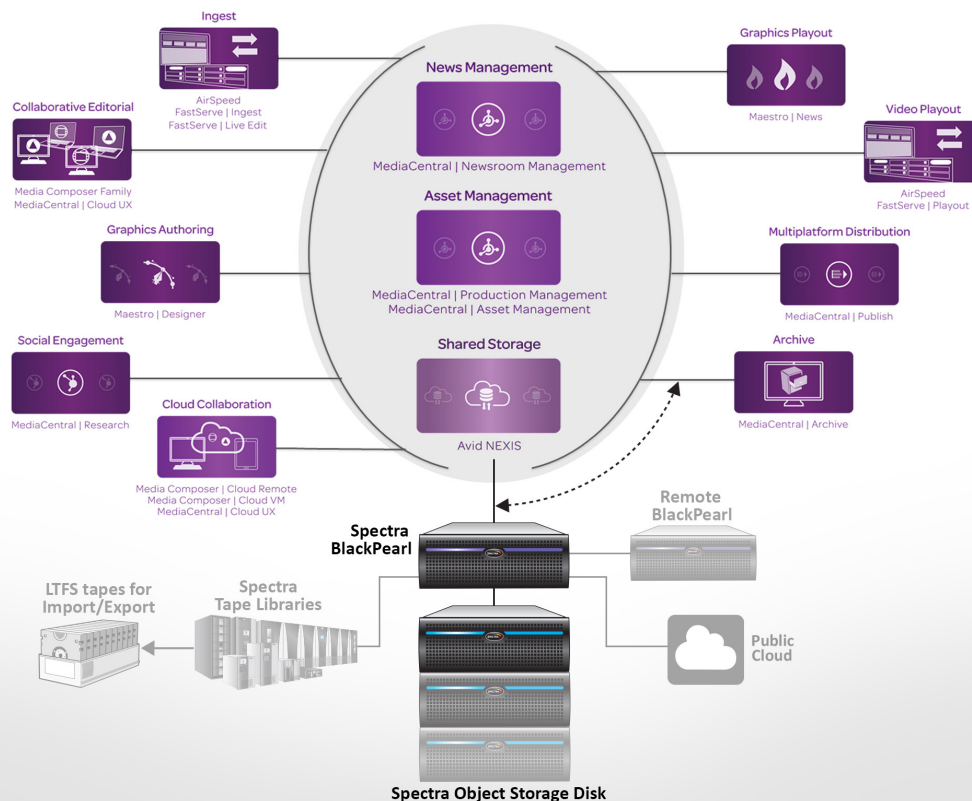 Ingest
AirSpeed
FastServe | Ingest
FastServe | Live Edit
Collaborative Editorial
Media Composer Family
MediaCentral | Cloud UX
Graphics Authoring
Maestro | Designer
Social Engagement
MediaCentral | Research
Cloud Collaboration
Media Composer | Cloud Remote
Media Composer | Cloud VM
MediaCentral | Cloud UX
News Management
MediaCentral | Newsroom Management
Asset Management
MediaCentral | Production Management
MediaCentral | Asset Management
Shared Storage
Avid NEXIS
Graphics Playout
Maestro | News
Video Playout
AirSpeed
FastServe | Playout
Multiplatform Distribution
MediaCentral | Publish
Archive
MediaCentral | Archive
Spectra
BlackPearl
Remote
BlackPearl
LTFS tapes for
Import/Export
Spectra
Tape Libraries
Public
Cloud
Spectra Object Storage Disk